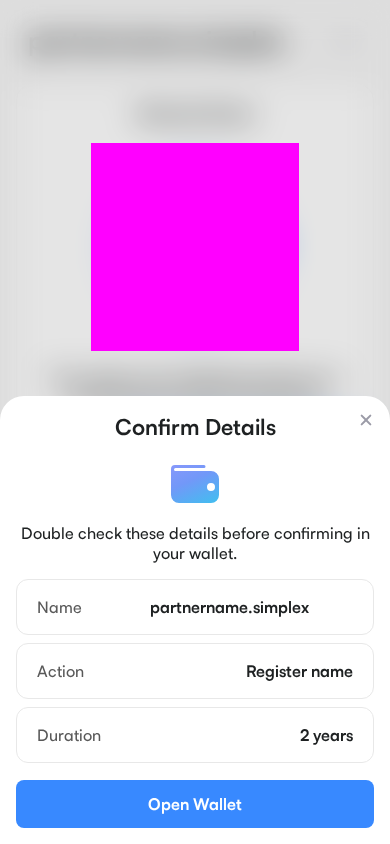 Confirm Details
Double check these details before confirming in
your wallet.
Name partnername.simplex
Action Register name
Duration 2 years
Open Wallet